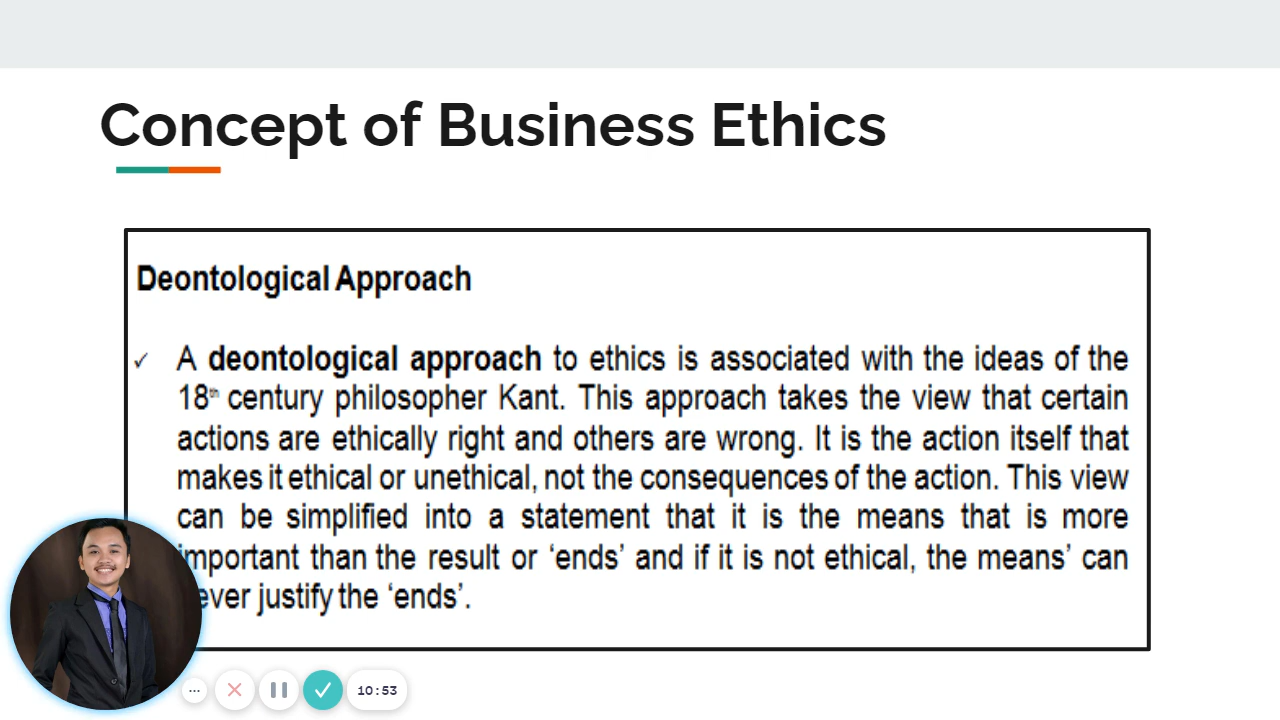 Concept of Business Ethics
Deontological Approach
✓ A deontological approach to ethics is associated with the ideas of the
18th century philosopher Kant. This approach takes the view that certain
actions are ethically right and others are wrong. It is the action itself that
makes it ethical or unethical, not the consequences of the action. This view
can be simplified into a statement that it is the means that is more
important than the result or ‘ends’ and if it is not ethical, the means’ can
ever justify the ‘ends’.
10:53